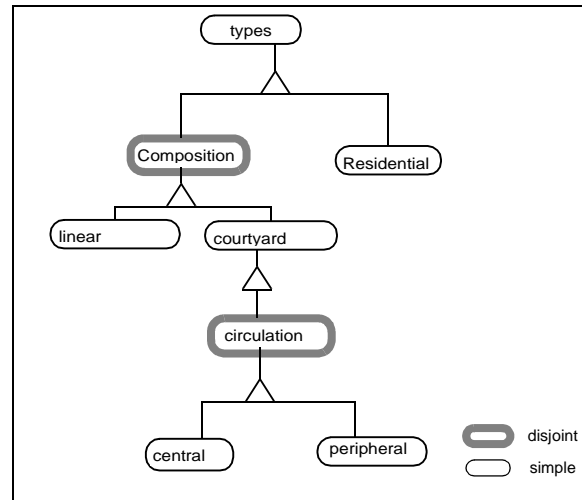 types
Composition
Residential
linear
courtyard
circulation
central
peripheral
disjoint
simple